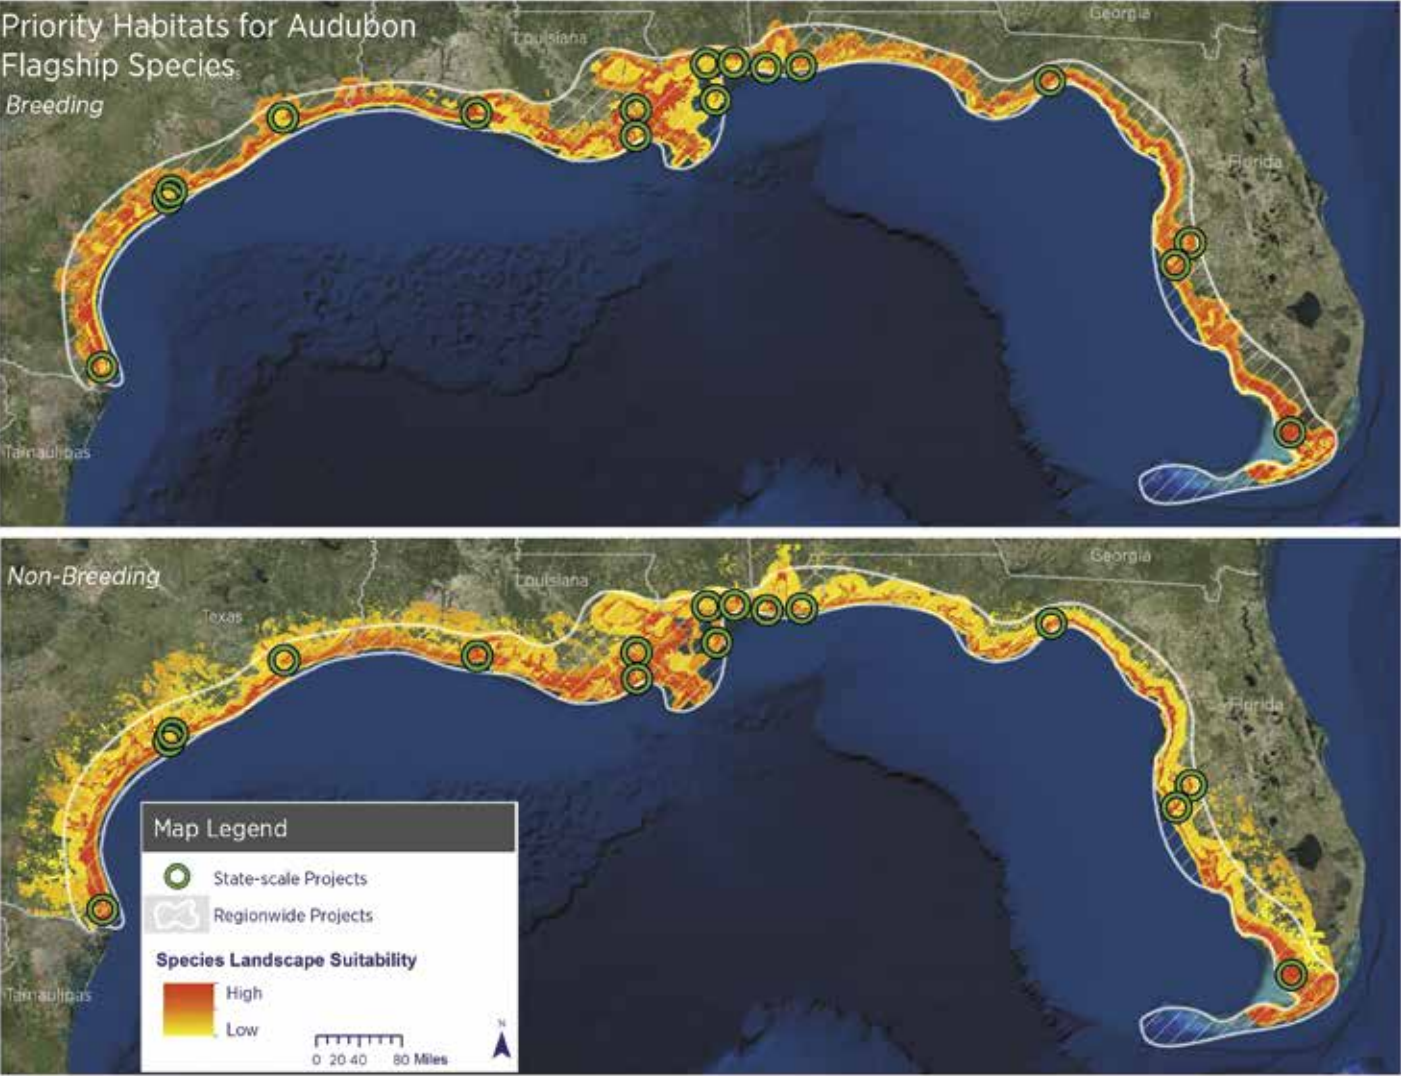 Priority Habitats for Audubon
Flagship Species
Breeding
Louisiana
Georgia
Florida
Tamaulipas
Non-Breeding
Texas
Louisiana
Georgia
Florida
Tamaulipas
Map Legend
State-scale Projects
Regionwide Projects
Species Landscape Suitability
High
Low
N
0 20 40 80 Miles